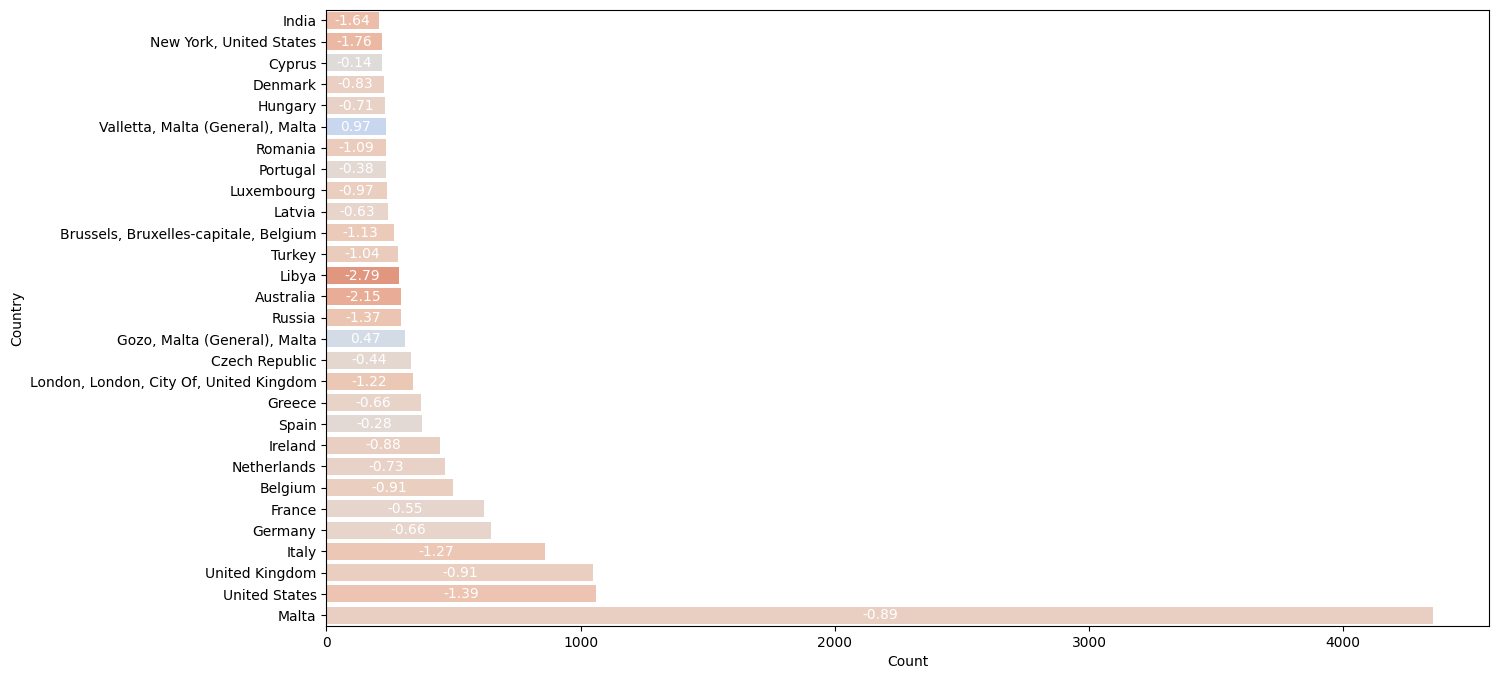 India -1.64
New York, United States -1.76
Cyprus -0.14
Denmark -0.83
Hungary -0.71
Valletta, Malta (General), Malta 0.97
Romania -1.09
Portugal -0.38
Luxembourg -0.97
Latvia -0.63
Brussels, Bruxelles-capitale, Belgium -1.13
Turkey -1.04
Libya -2.79
Australia -2.15
Russia -1.37
Gozo, Malta (General), Malta 0.47
Czech Republic -0.44
London, London, City Of, United Kingdom -1.22
Greece -0.66
Spain -0.28
Ireland -0.88
Netherlands -0.73
Belgium -0.91
France -0.55
Germany -0.66
Italy -1.27
United Kingdom -0.91
United States -1.39
Malta -0.89
Country
0 1000 2000 3000 4000
Count